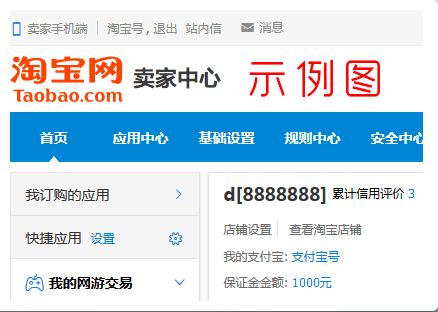 卖家手机端 淘宝号, 退出 站内信 消息
淘宝网 卖家中心 示例图
Taobao.com
首页 应用中心 基础设置 规则中心 安全中心
我订购的应用
快捷应用 设置
我的网游交易
d[8888888] 累计信用评价 3
店铺设置 查看淘宝店铺
我的支付宝: 支付宝号
保证金金额: 1000元